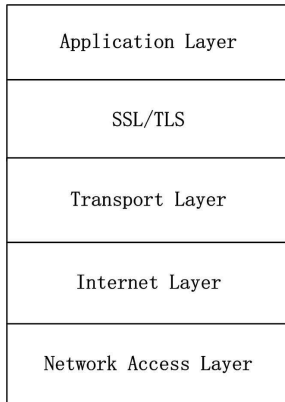 Application Layer
SSL/TLS
Transport Layer
Internet Layer
Network Access Layer